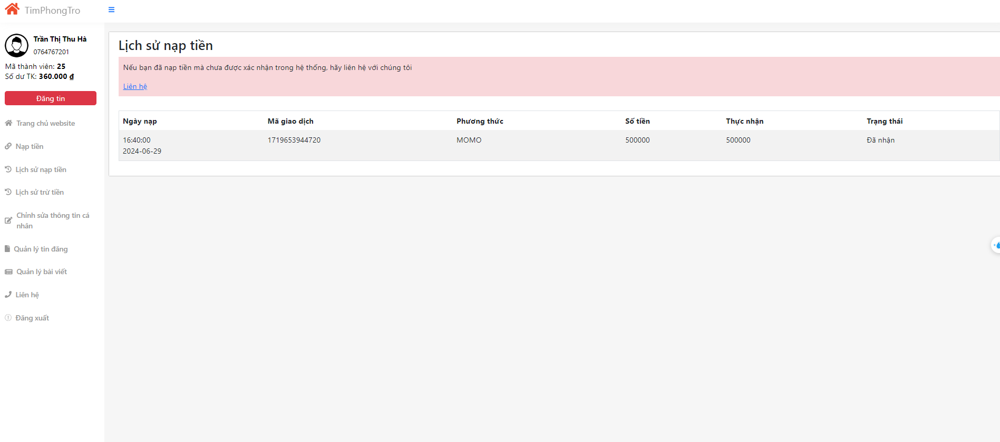 TimPhongTro
Trần Thị Thu Hà
0764767201
Mã thành viên: 25
Số dư TK: 360.000 ₫
Đăng tin
Trang chủ website
Nạp tiền
Lịch sử nạp tiền
Lịch sử trừ tiền
Chỉnh sửa thông tin cá
nhân
Quản lý tin đăng
Quản lý bài viết
Liên hệ
Đăng xuất
Lịch sử nạp tiền
Nếu bạn đã nạp tiền mà chưa được xác nhận trong hệ thống, hãy liên hệ với chúng tôi
Liên hệ
Ngày nạp Mã giao dịch Phương thức Số tiền Thực nhận Trạng thái
16:40:00 1719653944720 MOMO 500000 500000 Đã nhận
2024-06-29